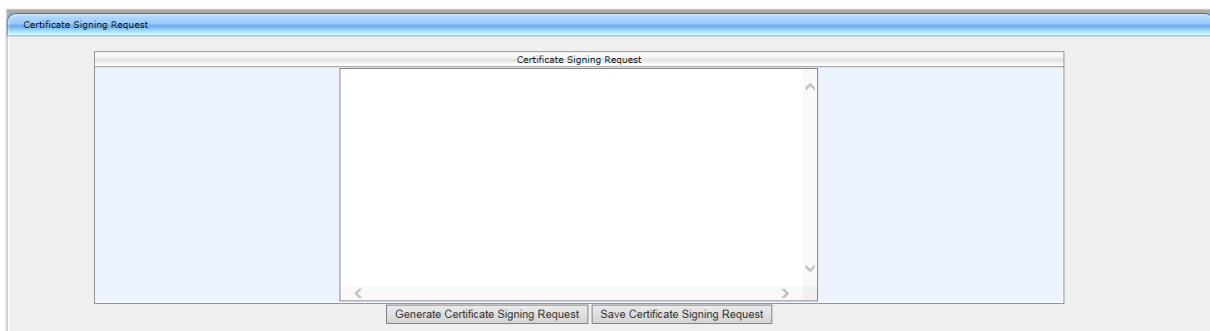 Certificate Signing Request
Certificate Signing Request
Generate Certificate Signing Request Save Certificate Signing Request